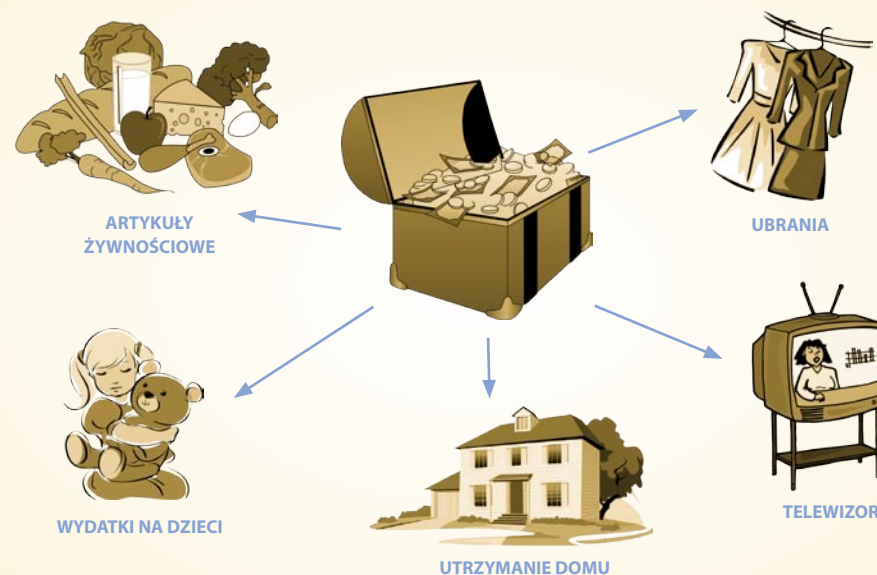 ARTYKUŁY
ŻYWNOŚCIOWE
UBRANIA
WYDATKI NA DZIECI
UTRZYMANIE DOMU
TELEWIZOR